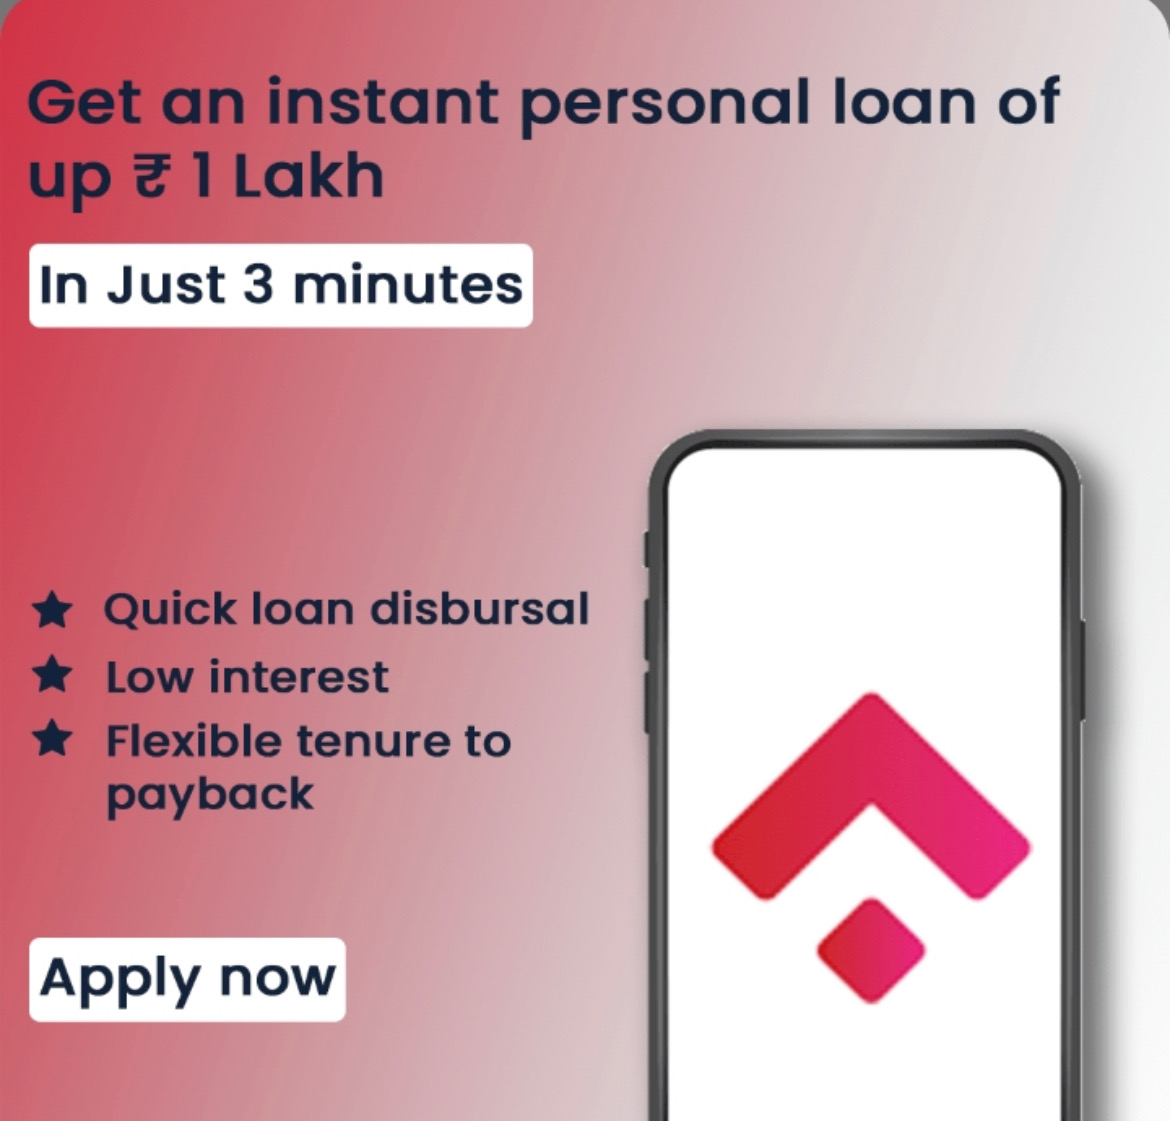 Get an instant personal loan of
up ₹ 1 Lakh
In Just 3 minutes
Quick loan disbursal
Low interest
Flexible tenure to
payback
Apply now